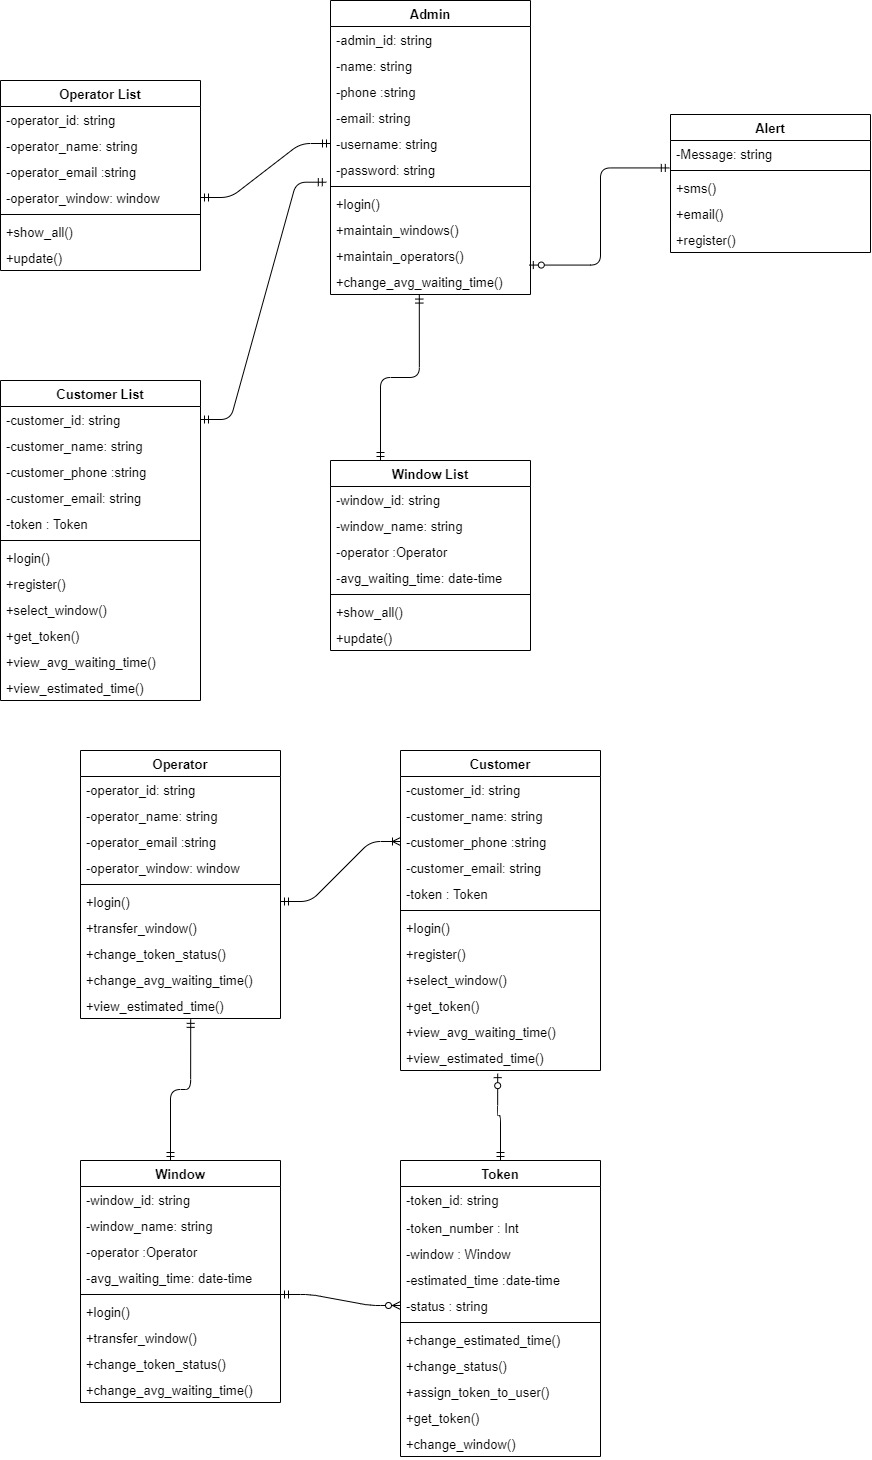 Admin
-admin_id: string
-name: string
-phone :string
-email: string
-username: string
-password: string
+login()
+maintain_windows()
+maintain_operators()
+change_avg_waiting_time()
Operator List
-operator_id: string
-operator_name: string
-operator_email :string
-operator_window: window
+show_all()
+update()
Alert
-Message: string
+sms()
+email()
+register()
Customer List
-customer_id: string
-customer_name: string
-customer_phone :string
-customer_email: string
-token : Token
+login()
+register()
+select_window()
+get_token()
+view_avg_waiting_time()
+view_estimated_time()
Window List
-window_id: string
-window_name: string
-operator :Operator
-avg_waiting_time: date-time
+show_all()
+update()
Operator
-operator_id: string
-operator_name: string
-operator_email :string
-operator_window: window
+login()
+transfer_window()
+change_token_status()
+change_avg_waiting_time()
+view_estimated_time()
Customer
-customer_id: string
-customer_name: string
-customer_phone :string
-customer_email: string
-token : Token
+login()
+register()
+select_window()
+get_token()
+view_avg_waiting_time()
+view_estimated_time()
Window
-window_id: string
-window_name: string
-operator :Operator
-avg_waiting_time: date-time
+login()
+transfer_window()
+change_token_status()
+change_avg_waiting_time()
Token
-token_id: string
-token_number : Int
-window : Window
-estimated_time :date-time
-status : string
+change_estimated_time()
+change_status()
+assign_token_to_user()
+get_token()
+change_window()